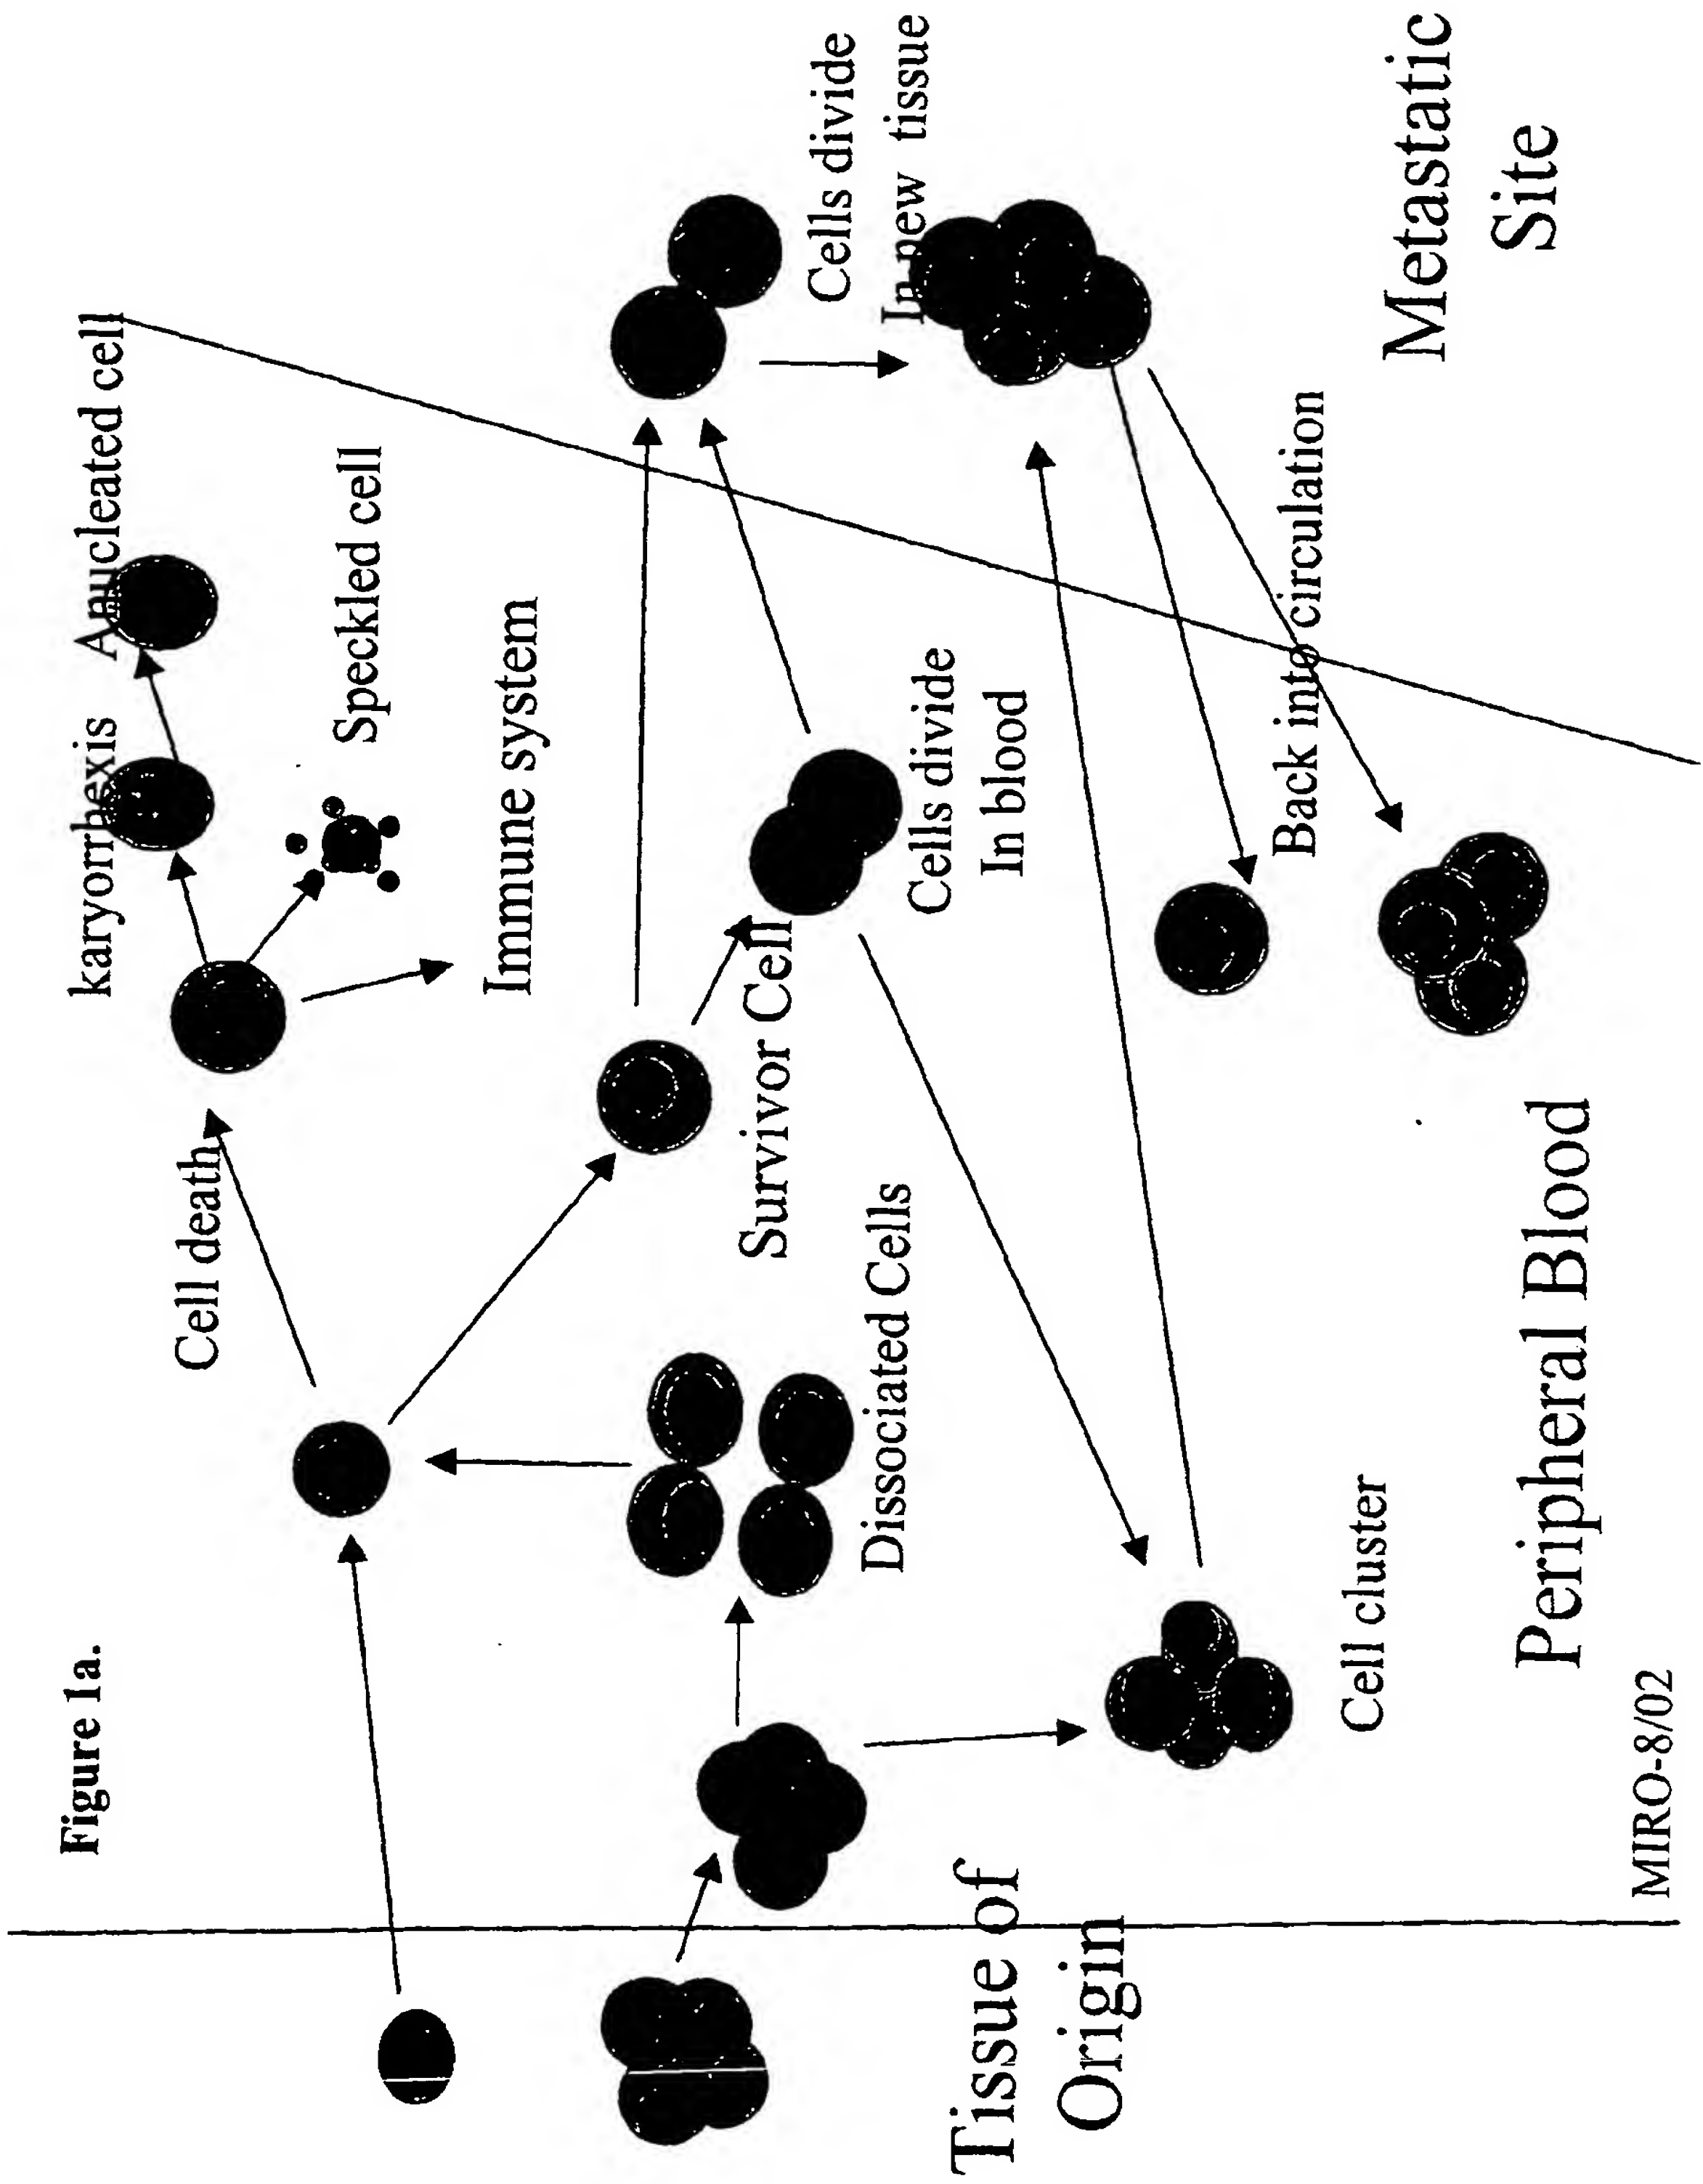 Figure 1a.
karyorrhexis
Anucleated cell
Cell death
Speckled cell
Immune system
Survivor Cell
Cells divide
In new tissue
Dissociated Cells
Cells divide
In blood
Tissue of
Origin
Cell cluster
Back into circulation
Peripheral Blood
Metastatic
Site
MIRO-8/02